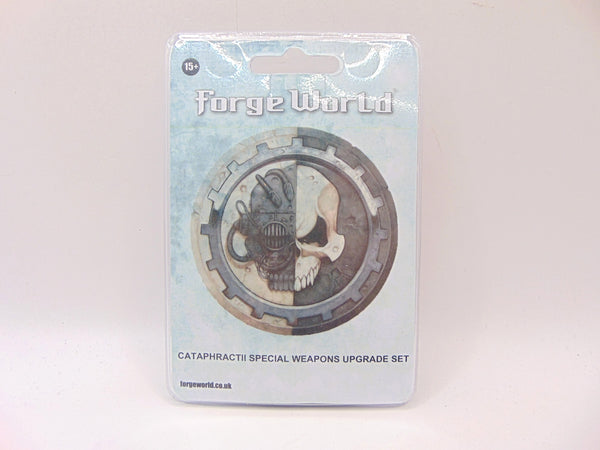 15+
Forge World
CATAPHRACTII SPECIAL WEAPONS UPGRADE SET
forgeworld.co.uk